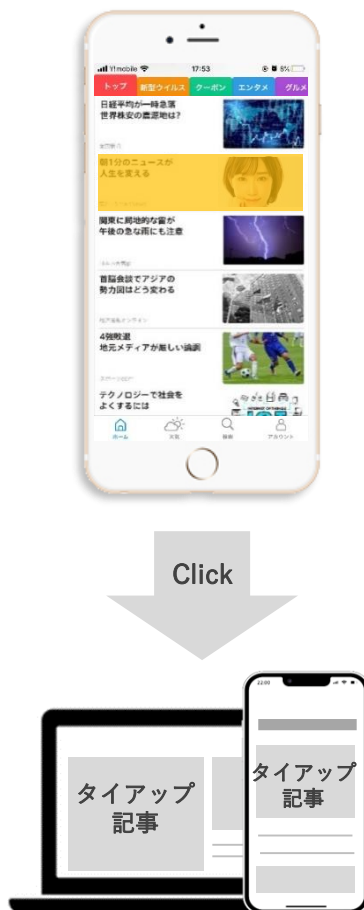 Y!mobile 17:53 8%
トップ 新型ウイルス クーポン エンタメ グルメ
日経平均が一時急落
世界株安の震源地は?
朝1分のニュースが
人生を変える
関東に局地的な雷が
午後の急な雨にも注意
首脳会談でアジアの
勢力図はどう変わる
4強敗退
地元メディアが厳しい論調
テクノロジーで社会を
よくするには
ホーム 天気 検索 アカウント
Click
22:09
タイアップ
記事
タイアップ
記事